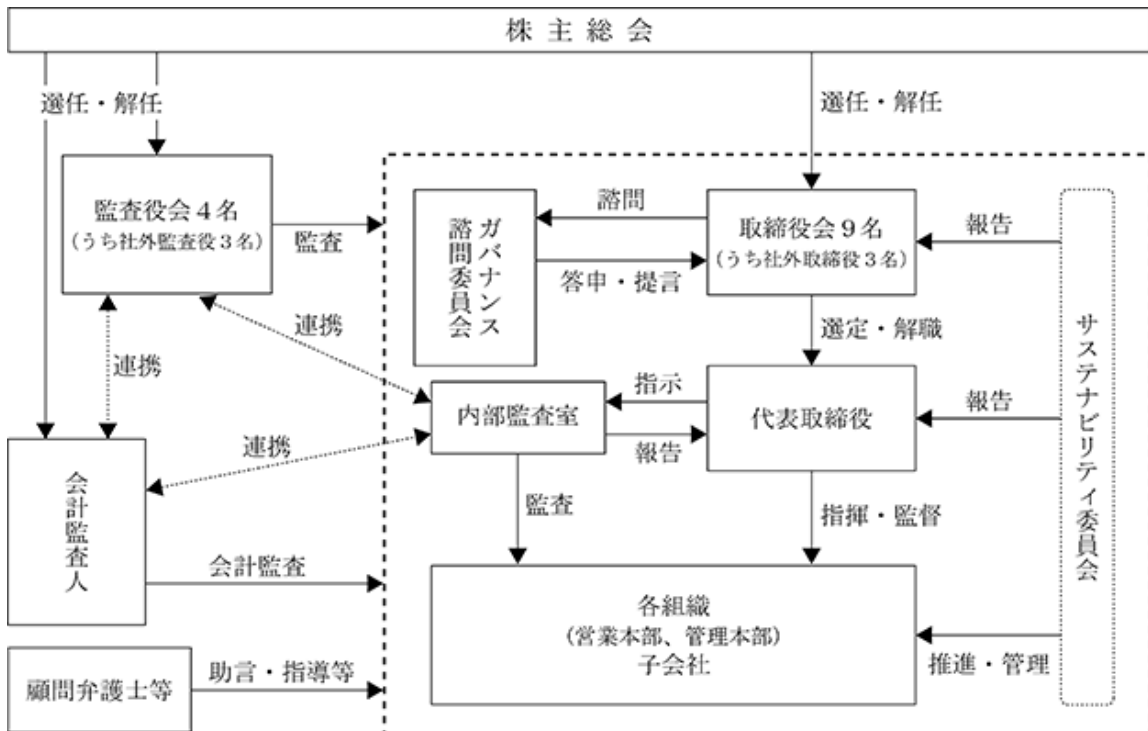 株主総会
選任・解任
選任・解任
監査役会4名
(うち社外監査役3名)
監査
ガバナンス
諮問委員会
諮問
答申・提言
取締役会9名
(うち社外取締役3名)
報告
連携
連携
選定・解職
サステナビリティ委員会
内部監査室
指示
報告
代表取締役
報告
連携
会計監査人
監査
指揮・監督
会計監査
各組織
(営業本部、管理本部)
子会社
推進・管理
顧問弁護士等
助言・指導等